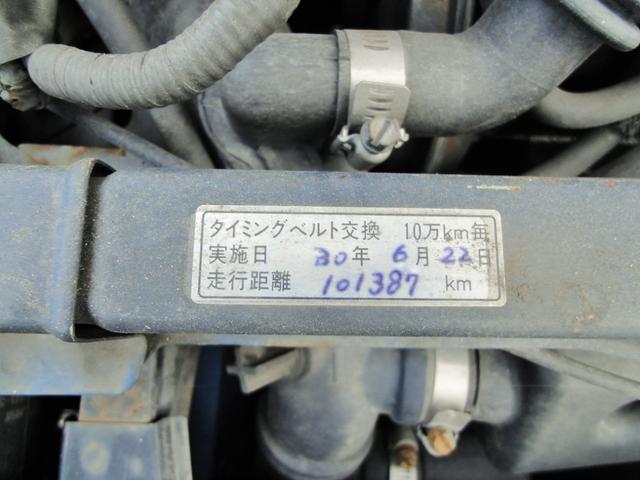 タイミングベルト交換 10万km毎
実施日 30年 6月 22日
走行距離 101387 km